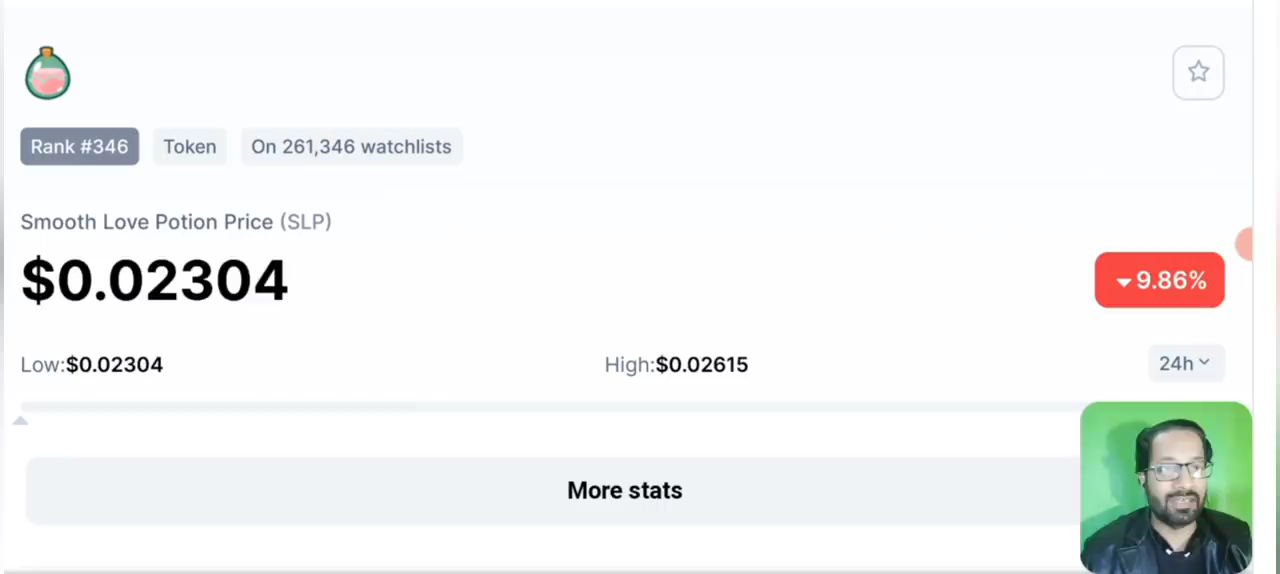 Rank #346 Token On 261,346 watchlists
Smooth Love Potion Price (SLP)
$0.02304 9.86%
Low:$0.02304 High:$0.02615 24h
More stats